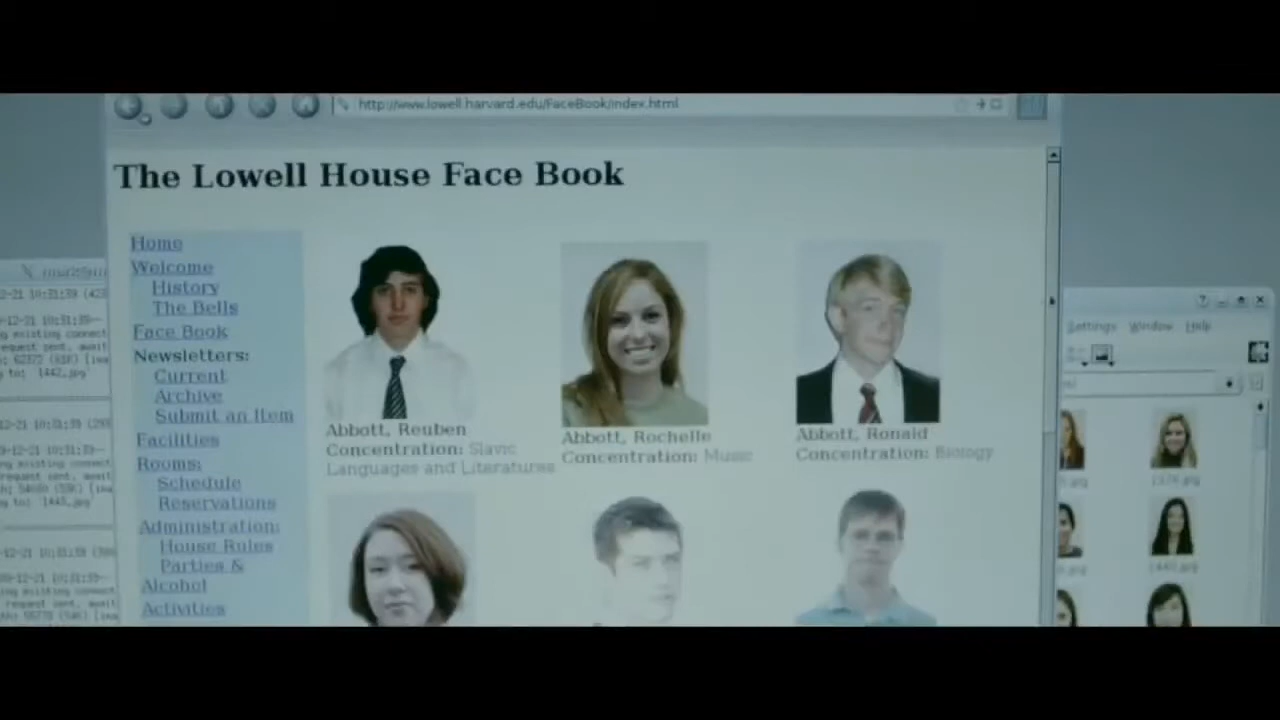 http://www.lowell.harvard.edu/FaceBook/index.html
The Lowell House Face Book
Home
Welcome
History
The Bells
Face Book
Newsletters:
Current
Archive
Submit an Item
Facilities
Rooms:
Schedule
Reservations
Administration:
House Rules
Parties &
Alcohol
Activities
Abbott, Reuben
Concentration: Slavic
Languages and Literatures
Abbott, Rochelle
Concentration: Music
Abbott, Ronald
Concentration: Biology
Settings Window Help